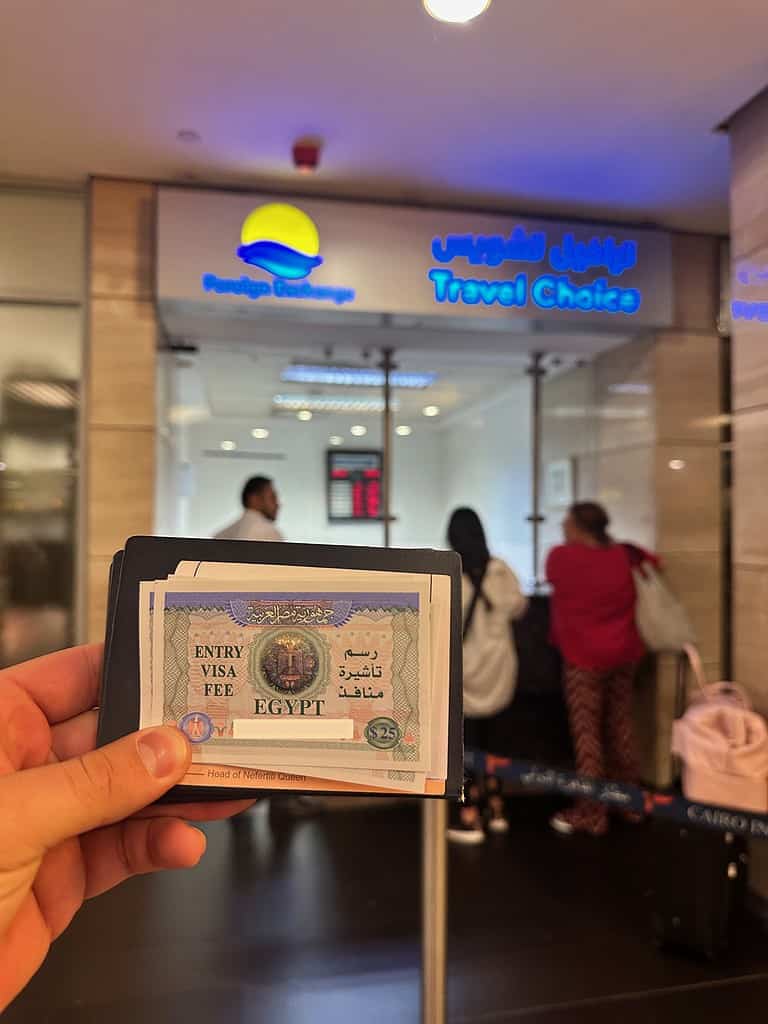 Foreign Exchange
ترافيل تشويس
Travel Choice
جمهورية مصر العربية
ENTRY
VISA
FEE
رسم
تأشيرة
منافذ
EGYPT
$25
Head of Nefertiti Queen
CAIRO IN